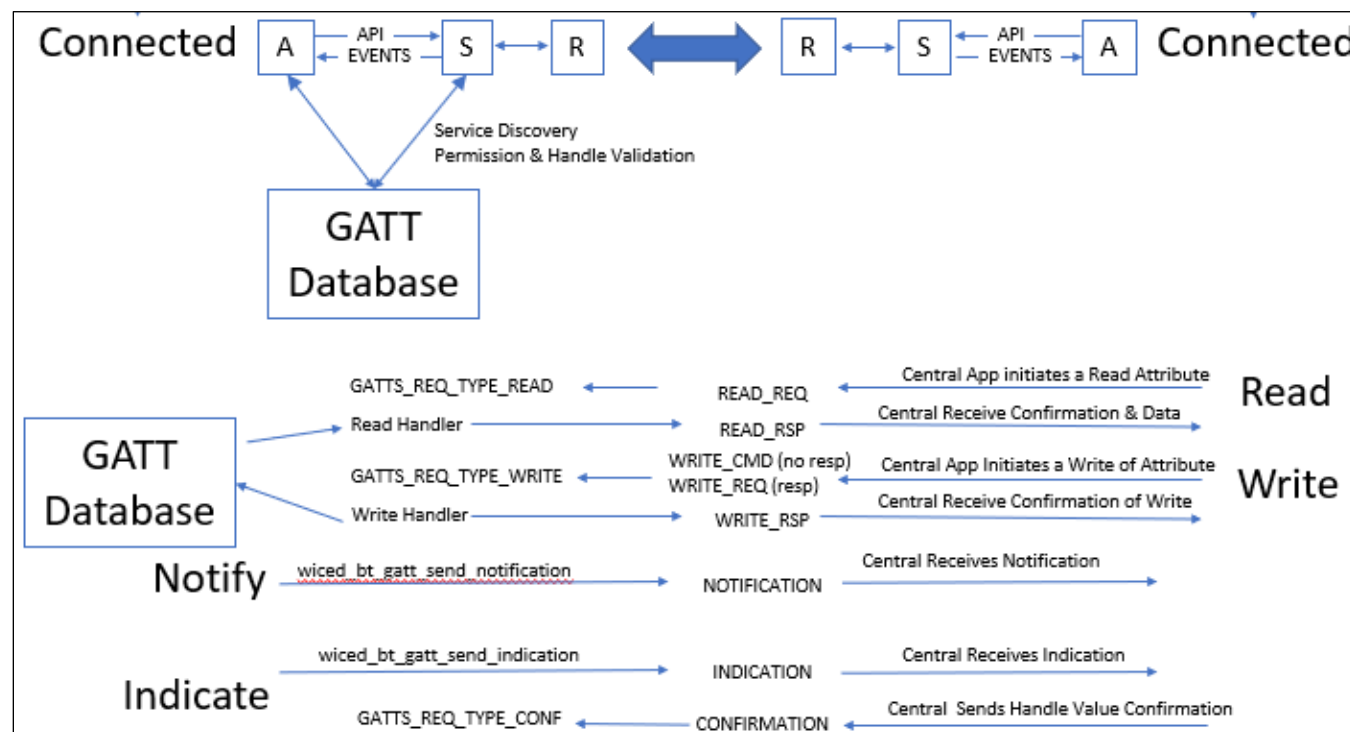 Connected
A
API
EVENTS
S
R
R
S
API
EVENTS
A
Connected
Service Discovery
Permission & Handle Validation
GATT
Database
GATTS_REQ_TYPE_READ
READ_REQ
Central App initiates a Read Attribute
Read
Read Handler
READ_RSP
Central Receive Confirmation & Data
GATT
Database
GATTS_REQ_TYPE_WRITE
WRITE_CMD (no resp)
WRITE_REQ (resp)
Central App Initiates a Write of Attribute
Write
Write Handler
WRITE_RSP
Central Receive Confirmation of Write
Notify
wiced_bt_gatt_send_notification
NOTIFICATION
Central Receives Notification
Indicate
wiced_bt_gatt_send_indication
INDICATION
Central Receives Indication
GATTS_REQ_TYPE_CONF
CONFIRMATION
Central Sends Handle Value Confirmation